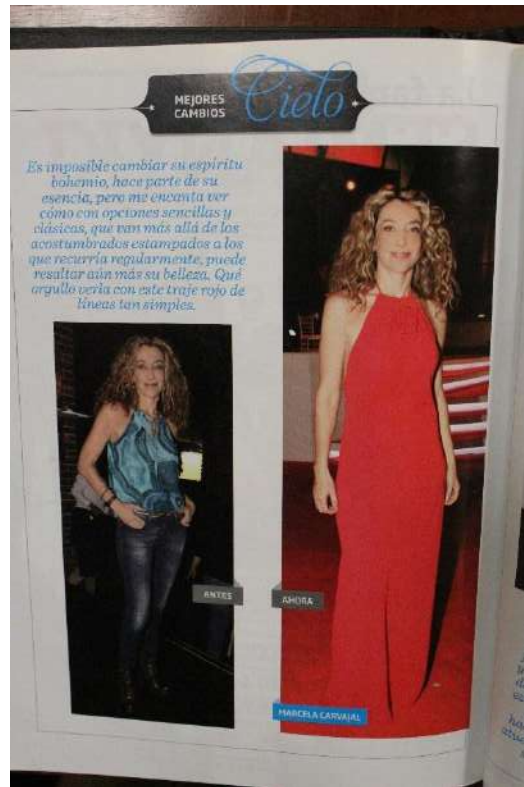 MEJORES
CAMBIOS
Cielo
Es imposible cambiar su espíritu
bohemio, hace parte de su
esencia, pero me encanta ver
cómo con opciones sencillas y
clásicas, que van más allá de los
acostumbrados estampados a los
que recurría regularmente, puede
resaltar aún más su belleza. Qué
orgullo verla con este traje rojo de
líneas tan simples.
ANTES
AHORA
MARCELA CARVAJAL